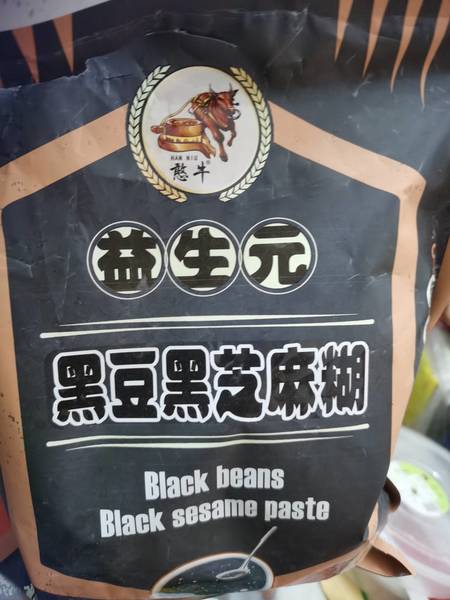 HAN NIU
憨牛®
益生元
黑豆黑芝麻糊
Black beans
Black sesame paste